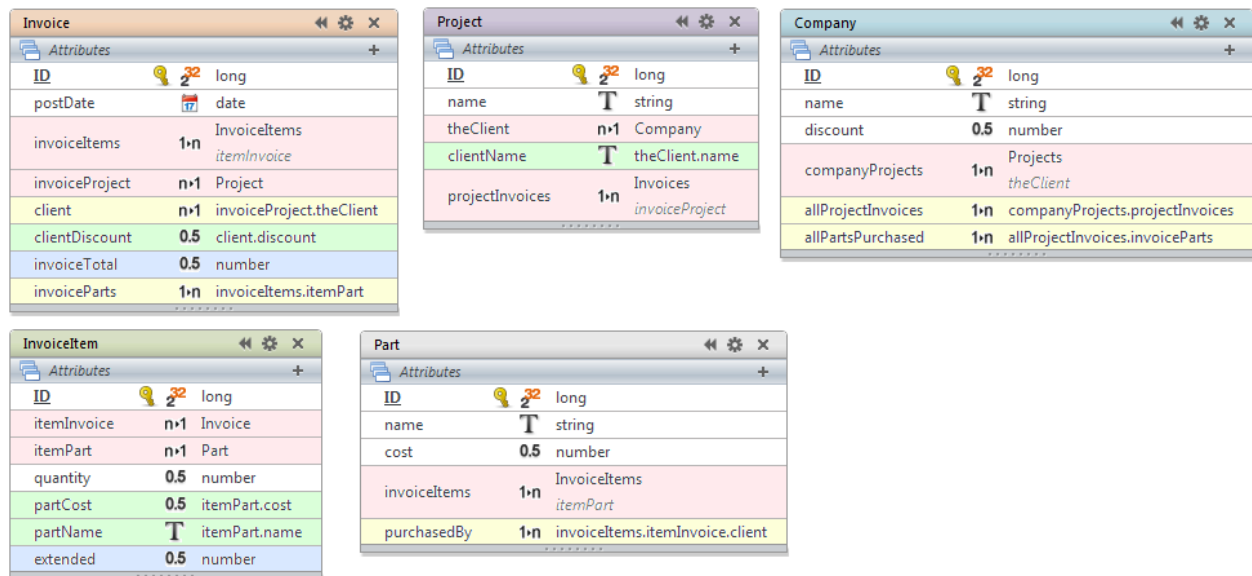 Invoice
Attributes
ID 2 32 long
postDate 17 date
invoiceItems 1▸n InvoiceItems
itemInvoice
invoiceProject n▸1 Project
client n▸1 invoiceProject.theClient
clientDiscount 0.5 client.discount
invoiceTotal 0.5 number
invoiceParts 1▸n invoiceItems.itemPart
Project
Attributes
ID 2 32 long
name T string
theClient n▸1 Company
clientName T theClient.name
projectInvoices 1▸n Invoices
invoiceProject
Company
Attributes
ID 2 32 long
name T string
discount 0.5 number
companyProjects 1▸n Projects
theClient
allProjectInvoices 1▸n companyProjects.projectInvoices
allPartsPurchased 1▸n allProjectInvoices.invoiceParts
InvoiceItem
Attributes
ID 2 32 long
itemInvoice n▸1 Invoice
itemPart n▸1 Part
quantity 0.5 number
partCost 0.5 itemPart.cost
partName T itemPart.name
extended 0.5 number
Part
Attributes
ID 2 32 long
name T string
cost 0.5 number
invoiceItems 1▸n InvoiceItems
itemPart
purchasedBy 1▸n invoiceItems.itemInvoice.client